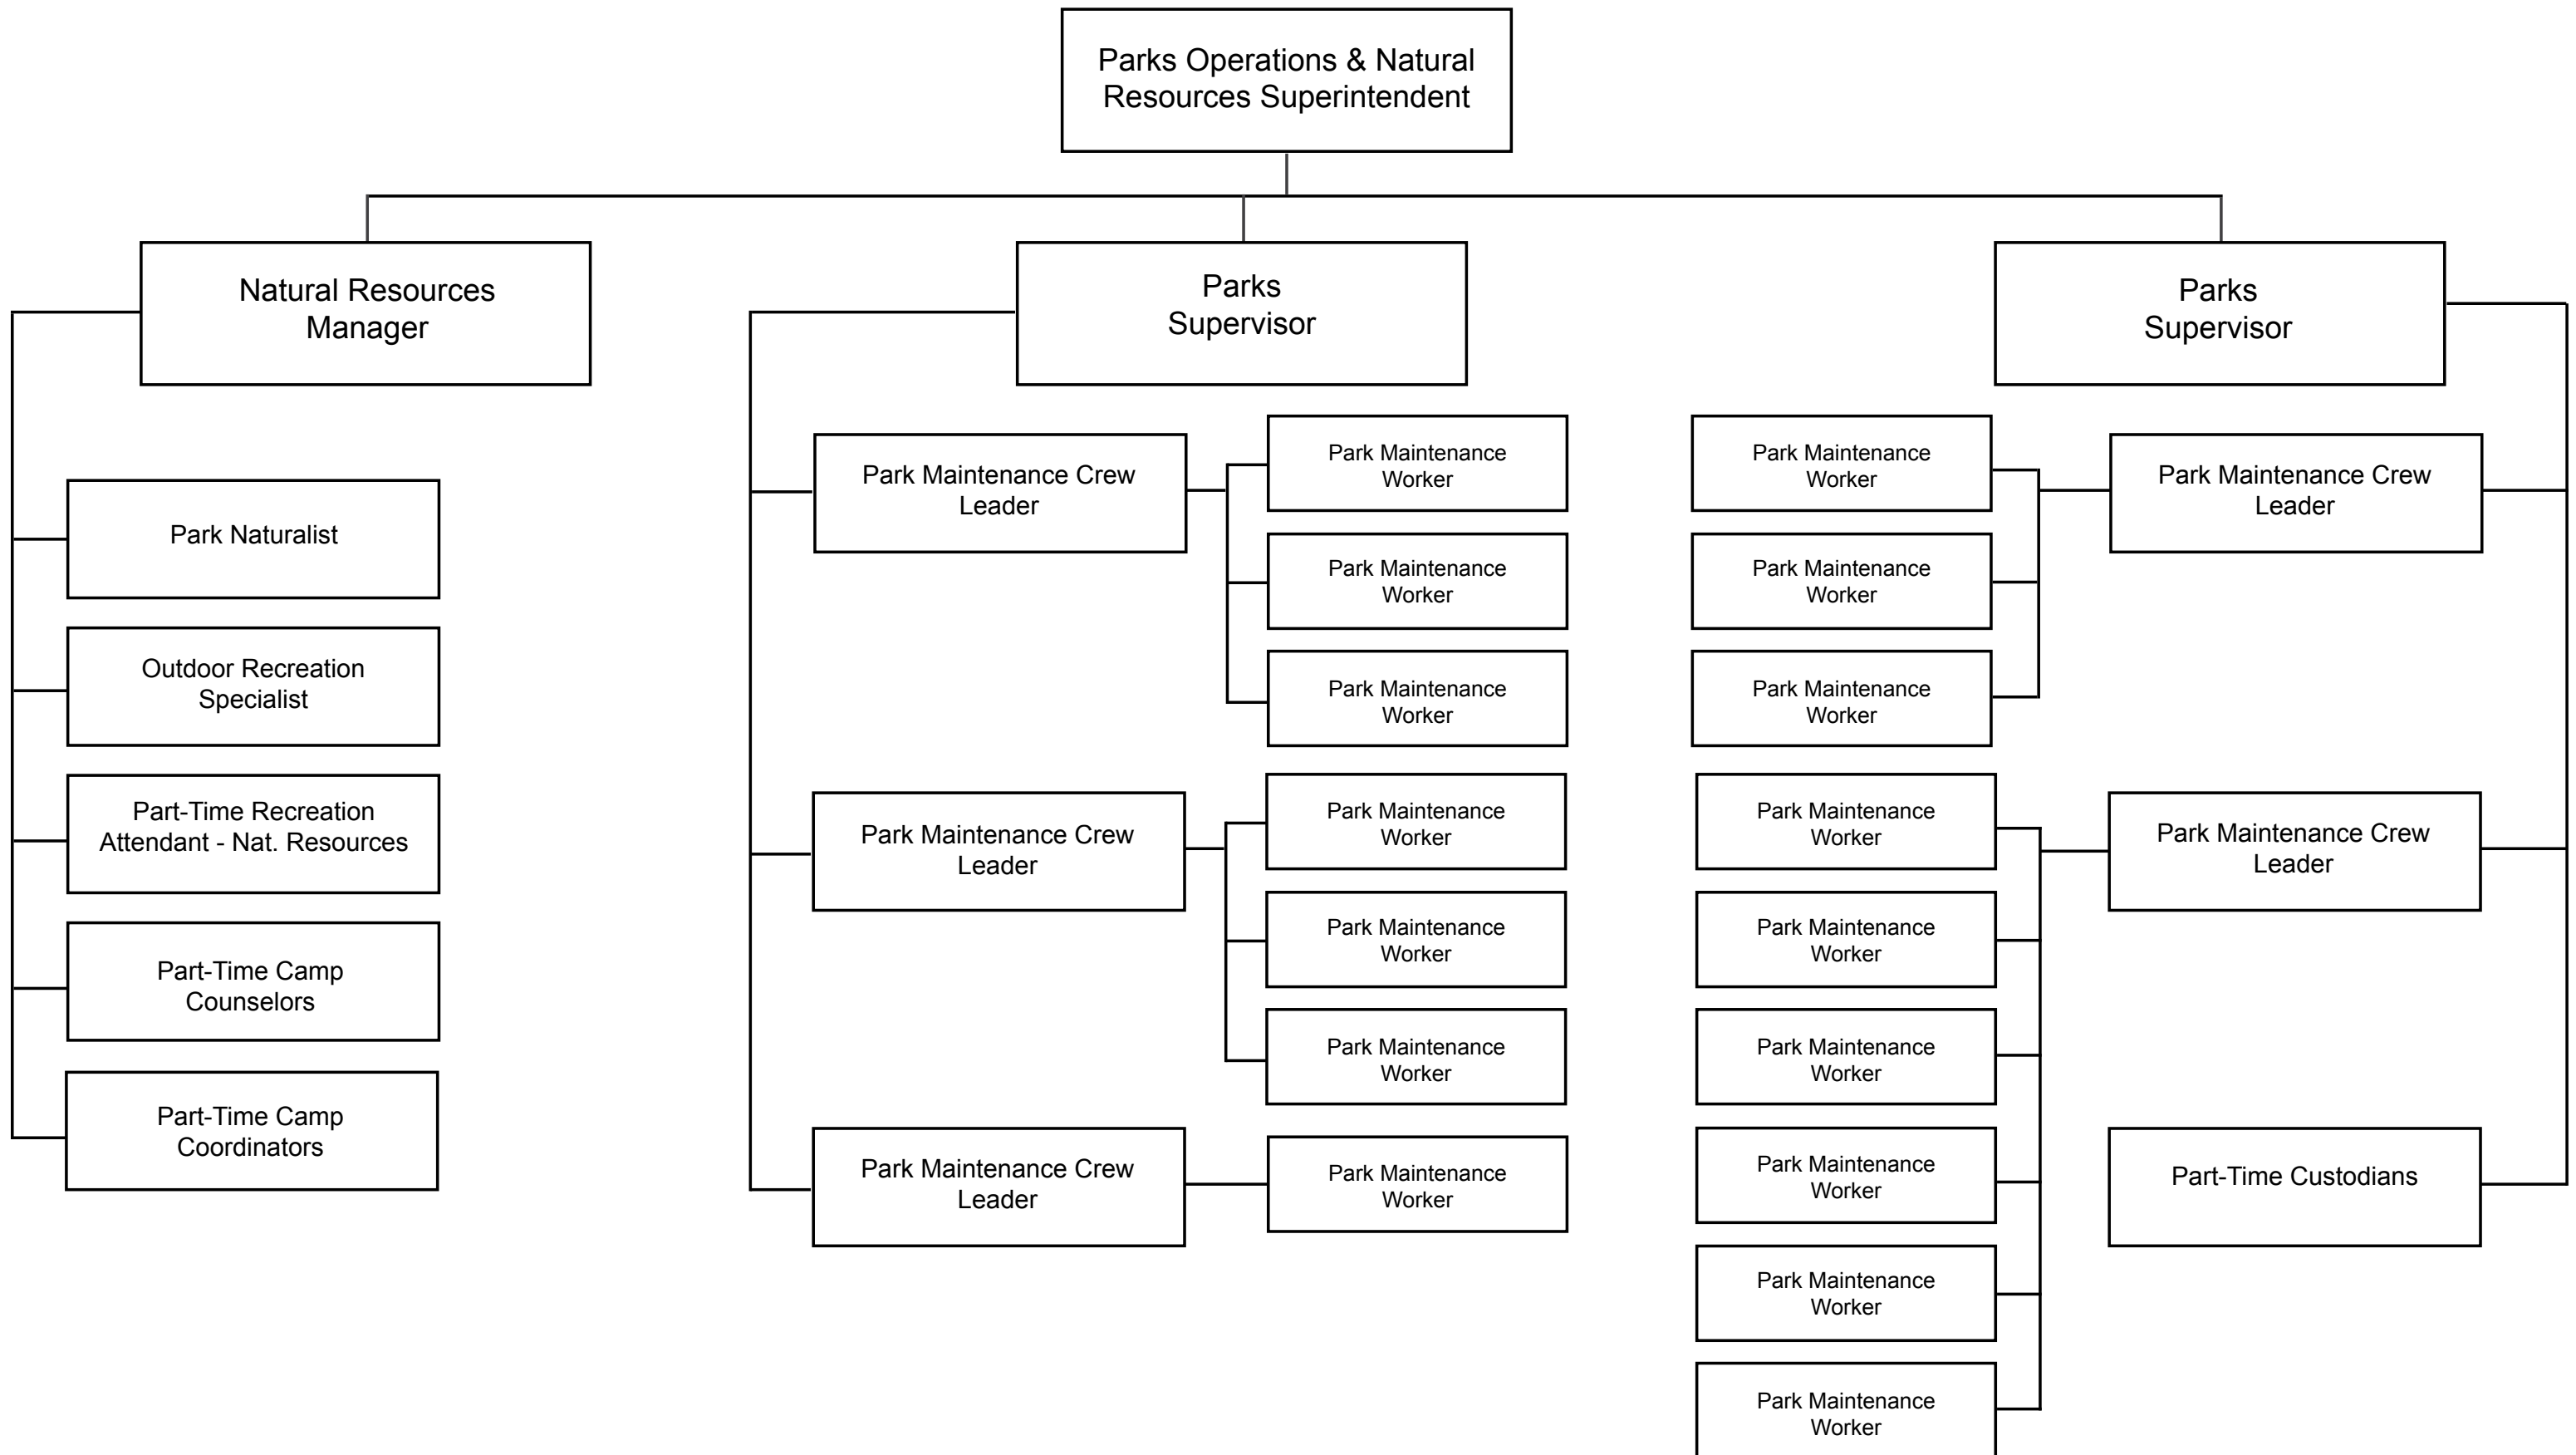 Parks Operations & Natural
Resources Superintendent
Natural Resources
Manager
Parks
Supervisor
Parks
Supervisor
Park Naturalist
Outdoor Recreation
Specialist
Part-Time Recreation
Attendant - Nat. Resources
Part-Time Camp
Counselors
Part-Time Camp
Coordinators
Park Maintenance Crew
Leader
Park Maintenance
Worker
Park Maintenance
Worker
Park Maintenance
Worker
Park Maintenance Crew
Leader
Park Maintenance
Worker
Park Maintenance
Worker
Park Maintenance
Worker
Park Maintenance Crew
Leader
Park Maintenance
Worker
Park Maintenance Crew
Leader
Park Maintenance
Worker
Park Maintenance
Worker
Park Maintenance
Worker
Park Maintenance Crew
Leader
Park Maintenance
Worker
Park Maintenance
Worker
Park Maintenance
Worker
Park Maintenance
Worker
Park Maintenance
Worker
Park Maintenance
Worker
Part-Time Custodians